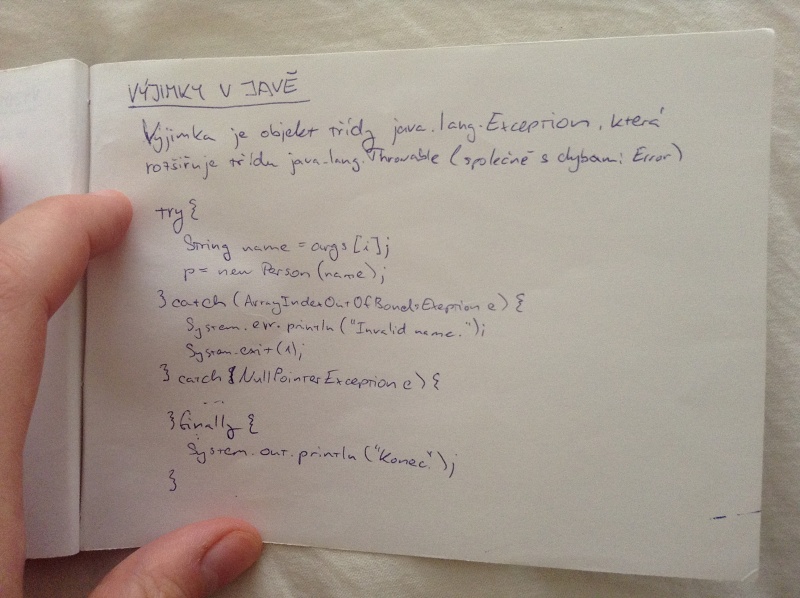 VÝJIMKY V JAVĚ
Výjimka je objekt třídy java.lang.Exception, která
rozšiřuje třídu java.lang.Throwable (společně s chybami Error)
try {
String name = args [i];
p = new Person (name);
} catch (ArrayIndexOutOfBoundsExeption e) {
System.err.println ("Invalid name.");
System.exit (1);
} catch (NullPointerException e) {
...
} finally {
System.out.println ("Konec.");
}